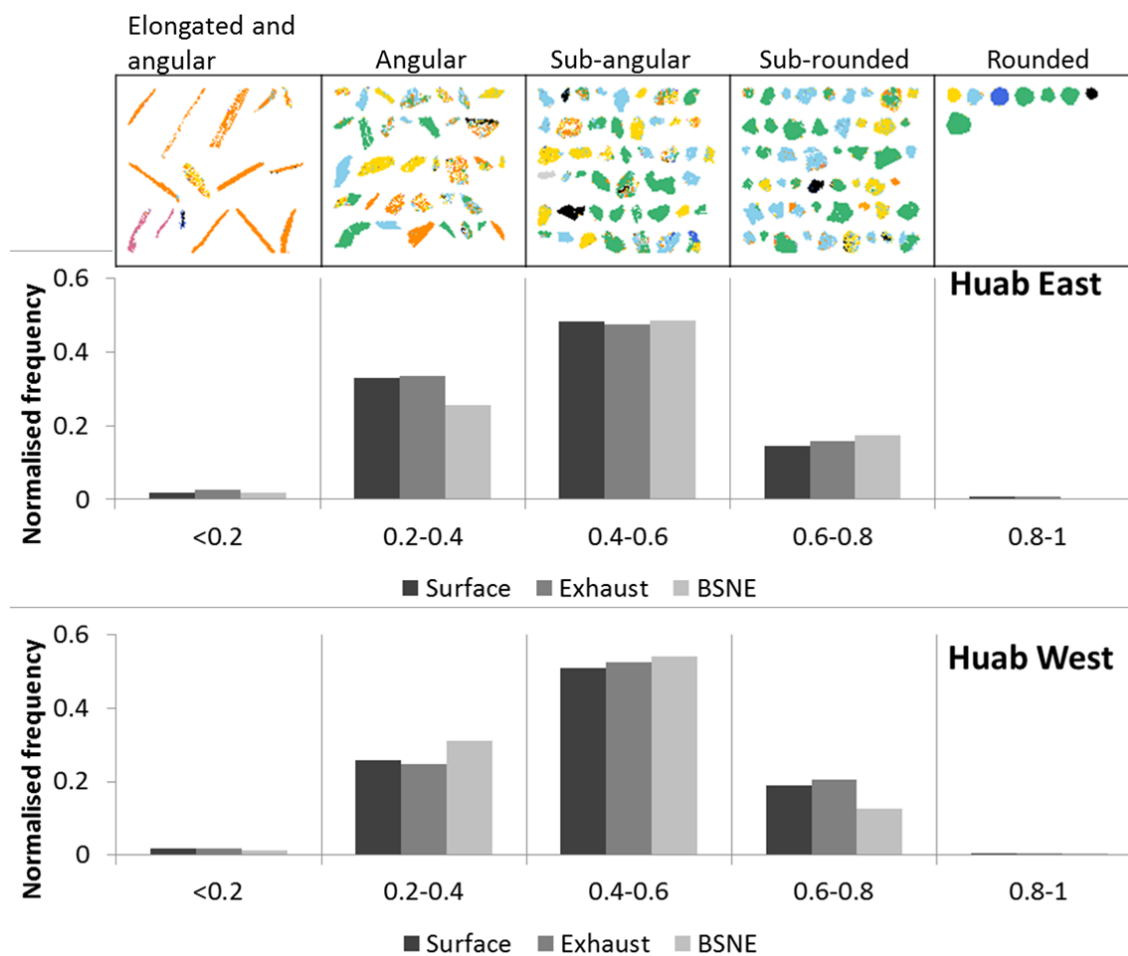 Elongated and
angular
Angular
Sub-angular
Sub-rounded
Rounded
Huab East
Normalised frequency
0.6
0.4
0.2
0
<0.2
0.2-0.4
0.4-0.6
0.6-0.8
0.8-1
Surface
Exhaust
BSNE
Huab West
Normalised frequency
0.6
0.4
0.2
0
<0.2
0.2-0.4
0.4-0.6
0.6-0.8
0.8-1
Surface
Exhaust
BSNE